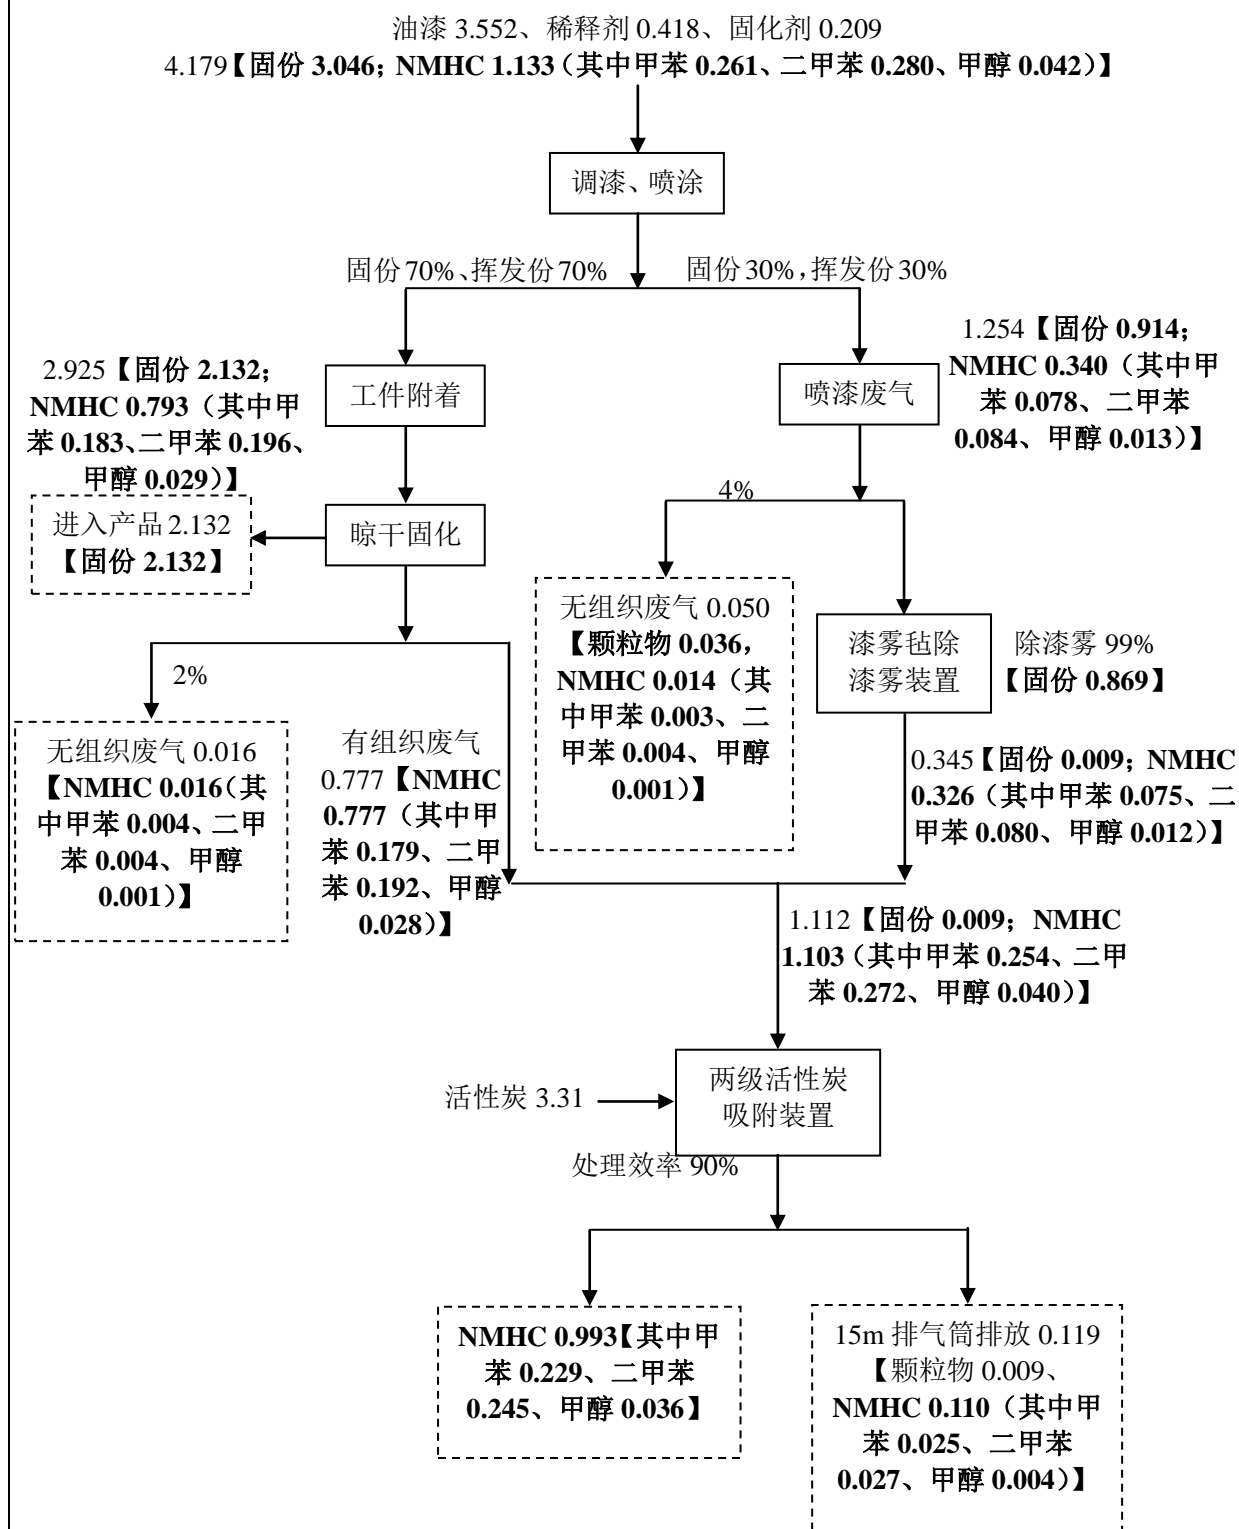 油漆 3.552、稀释剂 0.418、固化剂 0.209
4.179【固份 3.046；NMHC 1.133（其中甲苯 0.261、二甲苯 0.280、甲醇 0.042）】
调漆、喷涂
固份 70%、挥发份 70%
固份 30%，挥发份 30%
2.925【固份 2.132；
NMHC 0.793（其中甲
苯 0.183、二甲苯 0.196、
甲醇 0.029）】
工件附着
喷漆废气
1.254【固份 0.914；
NMHC 0.340（其中甲
苯 0.078、二甲苯
0.084、甲醇 0.013）】
进入产品 2.132
【固份 2.132】
晾干固化
4%
2%
无组织废气 0.016
【NMHC 0.016（其
中甲苯 0.004、二甲
苯 0.004、甲醇
0.001）】
有组织废气
0.777【NMHC
0.777（其中甲
苯 0.179、二甲
苯 0.192、甲醇
0.028）】
无组织废气 0.050
【颗粒物 0.036，
NMHC 0.014（其
中甲苯 0.003、二
甲苯 0.004、甲醇
0.001）】
漆雾毡除
漆雾装置
除漆雾 99%
【固份 0.869】
0.345【固份 0.009；NMHC
0.326（其中甲苯 0.075、二
甲苯 0.080、甲醇 0.012）】
1.112【固份 0.009；NMHC
1.103（其中甲苯 0.254、二甲
苯 0.272、甲醇 0.040）】
活性炭 3.31
两级活性炭
吸附装置
处理效率 90%
NMHC 0.993【其中甲
苯 0.229、二甲苯
0.245、甲醇 0.036】
15m 排气筒排放 0.119
【颗粒物 0.009、
NMHC 0.110（其中甲
苯 0.025、二甲苯
0.027、甲醇 0.004）】